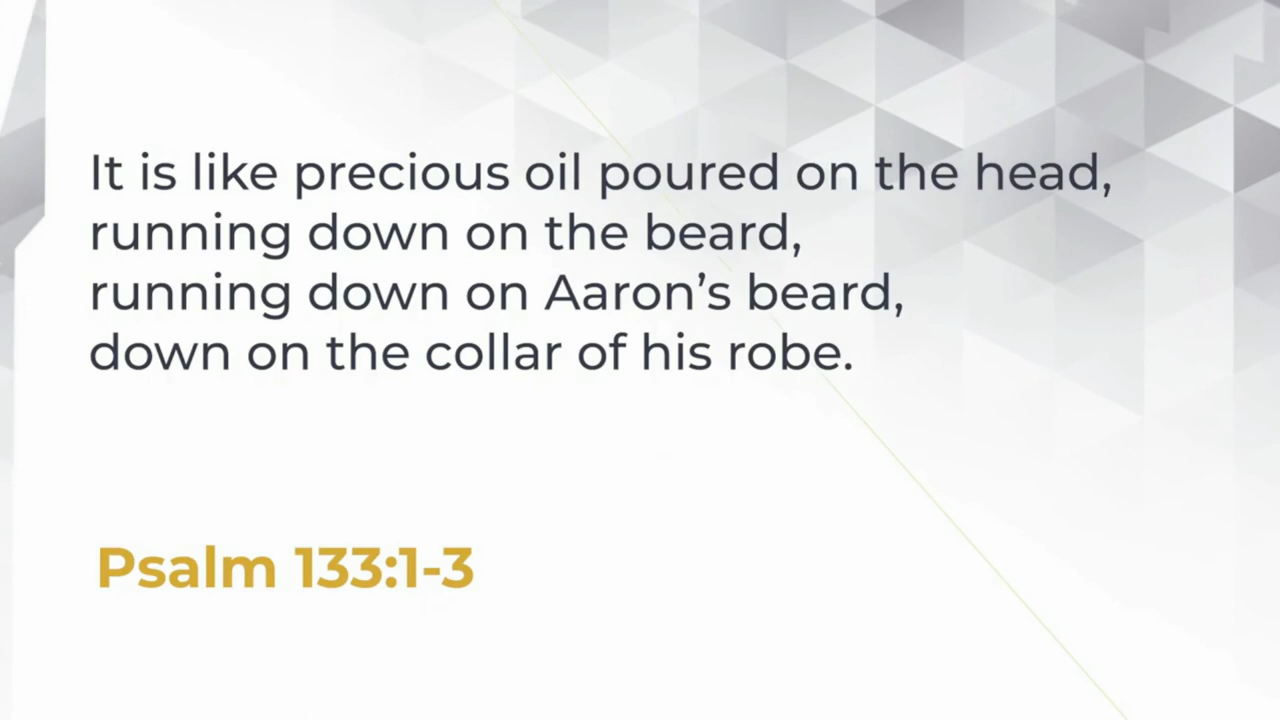 It is like precious oil poured on the head,
running down on the beard,
running down on Aaron’s beard,
down on the collar of his robe.
Psalm 133:1-3